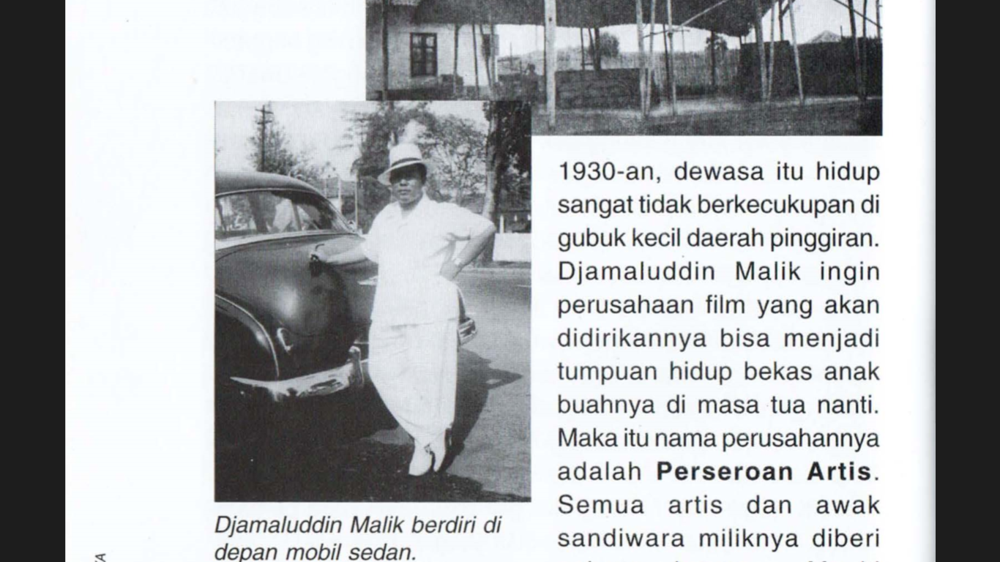 1930-an, dewasa itu hidup
sangat tidak berkecukupan di
gubuk kecil daerah pinggiran.
Djamaluddin Malik ingin
perusahaan film yang akan
didirikannya bisa menjadi
tumpuan hidup bekas anak
buahnya di masa tua nanti.
Maka itu nama perusahannya
adalah Perseroan Artis.
Semua artis dan awak
sandiwara miliknya diberi
Djamaluddin Malik berdiri di
depan mobil sedan.